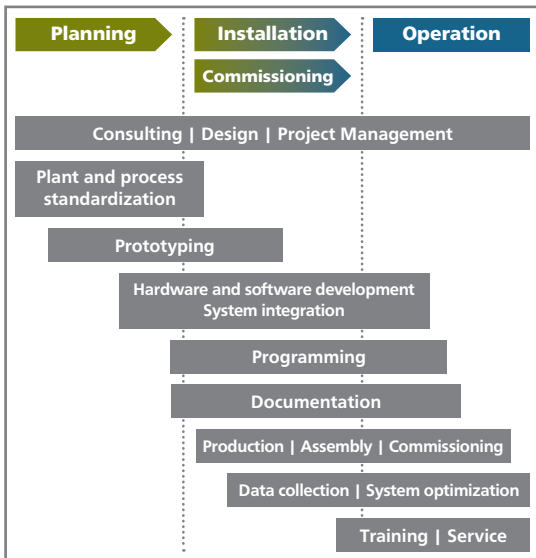 Planning
Installation
Operation
Commissioning
Consulting | Design | Project Management
Plant and process
standardization
Prototyping
Hardware and software development
System integration
Programming
Documentation
Production | Assembly | Commissioning
Data collection | System optimization
Training | Service